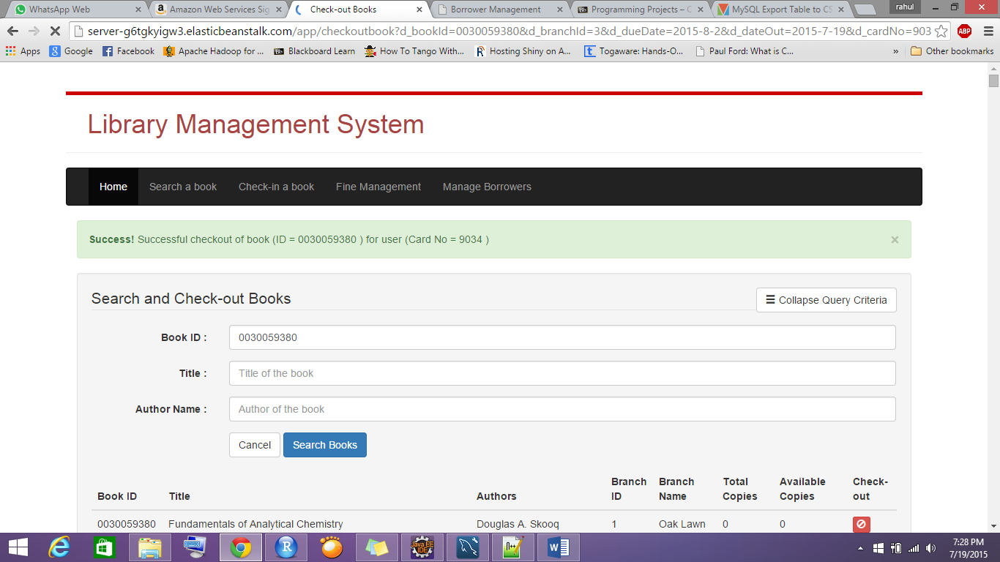 WhatsApp Web
Amazon Web Services Sig
Check-out Books
Borrower Management
Programming Projects – C
MySQL Export Table to CS
rahul
server-g6tgkyigw3.elasticbeanstalk.com/app/checkoutbook?d_bookId=0030059380&d_branchId=3&d_dueDate=2015-8-2&d_dateout=2015-7-19&d_cardNo=903
ABP
Apps
Google
Facebook
Apache Hadoop for ...
Bb
Blackboard Learn
How To Tango With...
Hosting Shiny on A...
Togaware: Hands-O...
Paul Ford: What is C...
»
Other bookmarks
Library Management System
Home
Search a book
Check-in a book
Fine Management
Manage Borrowers
Success! Successful checkout of book (ID = 0030059380 ) for user (Card No = 9034 )
×
Search and Check-out Books
Collapse Query Criteria
Book ID :
0030059380
Title :
Title of the book
Author Name :
Author of the book
Cancel
Search Books
Book ID
Title
Authors
Branch
ID
Branch
Name
Total
Copies
Available
Copies
Check-
out
0030059380
Fundamentals of Analytical Chemistry
Douglas A. Skoog
1
Oak Lawn
0
0
7:28 PM
7/19/2015